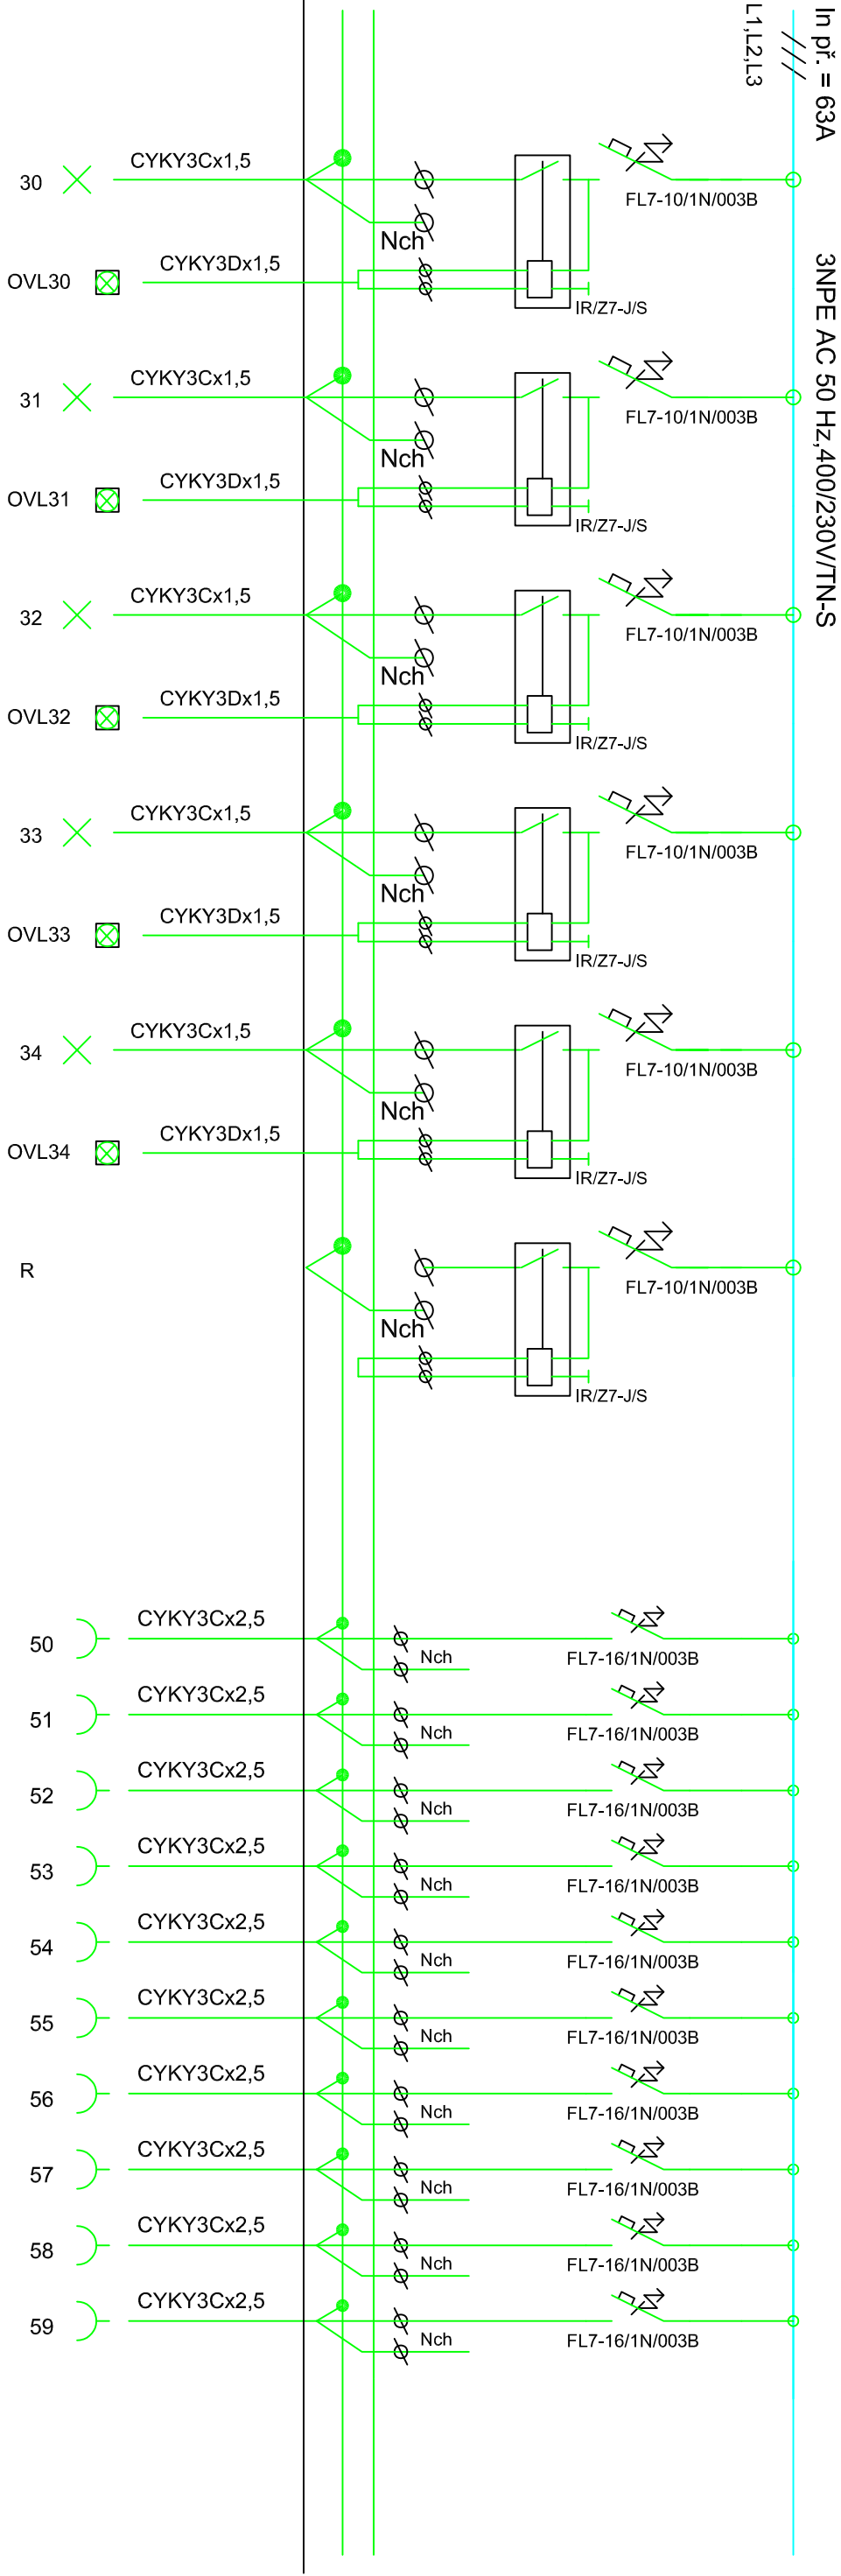 In př. = 63A
3NPE AC 50 Hz,400/230V/TN-S
L1,L2,L3
30
CYKY3Cx1,5
FL7-10/1N/003B
Nch
OVL30
CYKY3Dx1,5
IR/Z7-J/S
31
CYKY3Cx1,5
FL7-10/1N/003B
Nch
OVL31
CYKY3Dx1,5
IR/Z7-J/S
32
CYKY3Cx1,5
FL7-10/1N/003B
Nch
OVL32
CYKY3Dx1,5
IR/Z7-J/S
33
CYKY3Cx1,5
FL7-10/1N/003B
Nch
OVL33
CYKY3Dx1,5
IR/Z7-J/S
34
CYKY3Cx1,5
FL7-10/1N/003B
Nch
OVL34
CYKY3Dx1,5
IR/Z7-J/S
R
FL7-10/1N/003B
Nch
IR/Z7-J/S
50
CYKY3Cx2,5
Nch
FL7-16/1N/003B
51
CYKY3Cx2,5
Nch
FL7-16/1N/003B
52
CYKY3Cx2,5
Nch
FL7-16/1N/003B
53
CYKY3Cx2,5
Nch
FL7-16/1N/003B
54
CYKY3Cx2,5
Nch
FL7-16/1N/003B
55
CYKY3Cx2,5
Nch
FL7-16/1N/003B
56
CYKY3Cx2,5
Nch
FL7-16/1N/003B
57
CYKY3Cx2,5
Nch
FL7-16/1N/003B
58
CYKY3Cx2,5
Nch
FL7-16/1N/003B
59
CYKY3Cx2,5
Nch
FL7-16/1N/003B